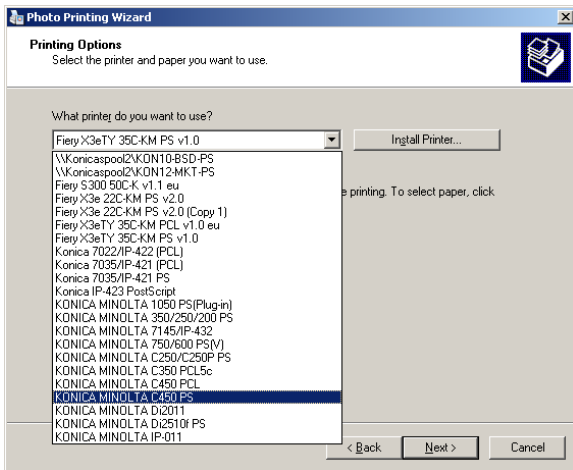 Photo Printing Wizard
Printing Options
Select the printer and paper you want to use.
What printer do you want to use?
Fiery X3eTY 35C-KM PS v1.0
Install Printer...
\\Konicaspool2\KON10-BSD-PS
\\Konicaspool2\KON12-MKT-PS
Fiery S300 50C-K v1.1 eu
e printing. To select paper, click
Fiery X3e 22C-KM PS v2.0
Fiery X3e 22C-KM PS v2.0 (Copy 1)
Fiery X3eTY 35C-KM PCL v1.0 eu
Fiery X3eTY 35C-KM PS v1.0
Konica 7022/IP-422 (PCL)
Konica 7035/IP-421 (PCL)
Konica 7035/IP-421 PS
Konica IP-423 PostScript
KONICA MINOLTA 1050 PS(Plug-in)
KONICA MINOLTA 350/250/200 PS
KONICA MINOLTA 7145/IP-432
KONICA MINOLTA 750/600 PS(V)
KONICA MINOLTA C250/C250P PS
KONICA MINOLTA C350 PCL5c
KONICA MINOLTA C450 PCL
KONICA MINOLTA C450 PS
KONICA MINOLTA Di2011
KONICA MINOLTA Di2510f PS
KONICA MINOLTA IP-011
< Back
Next >
Cancel